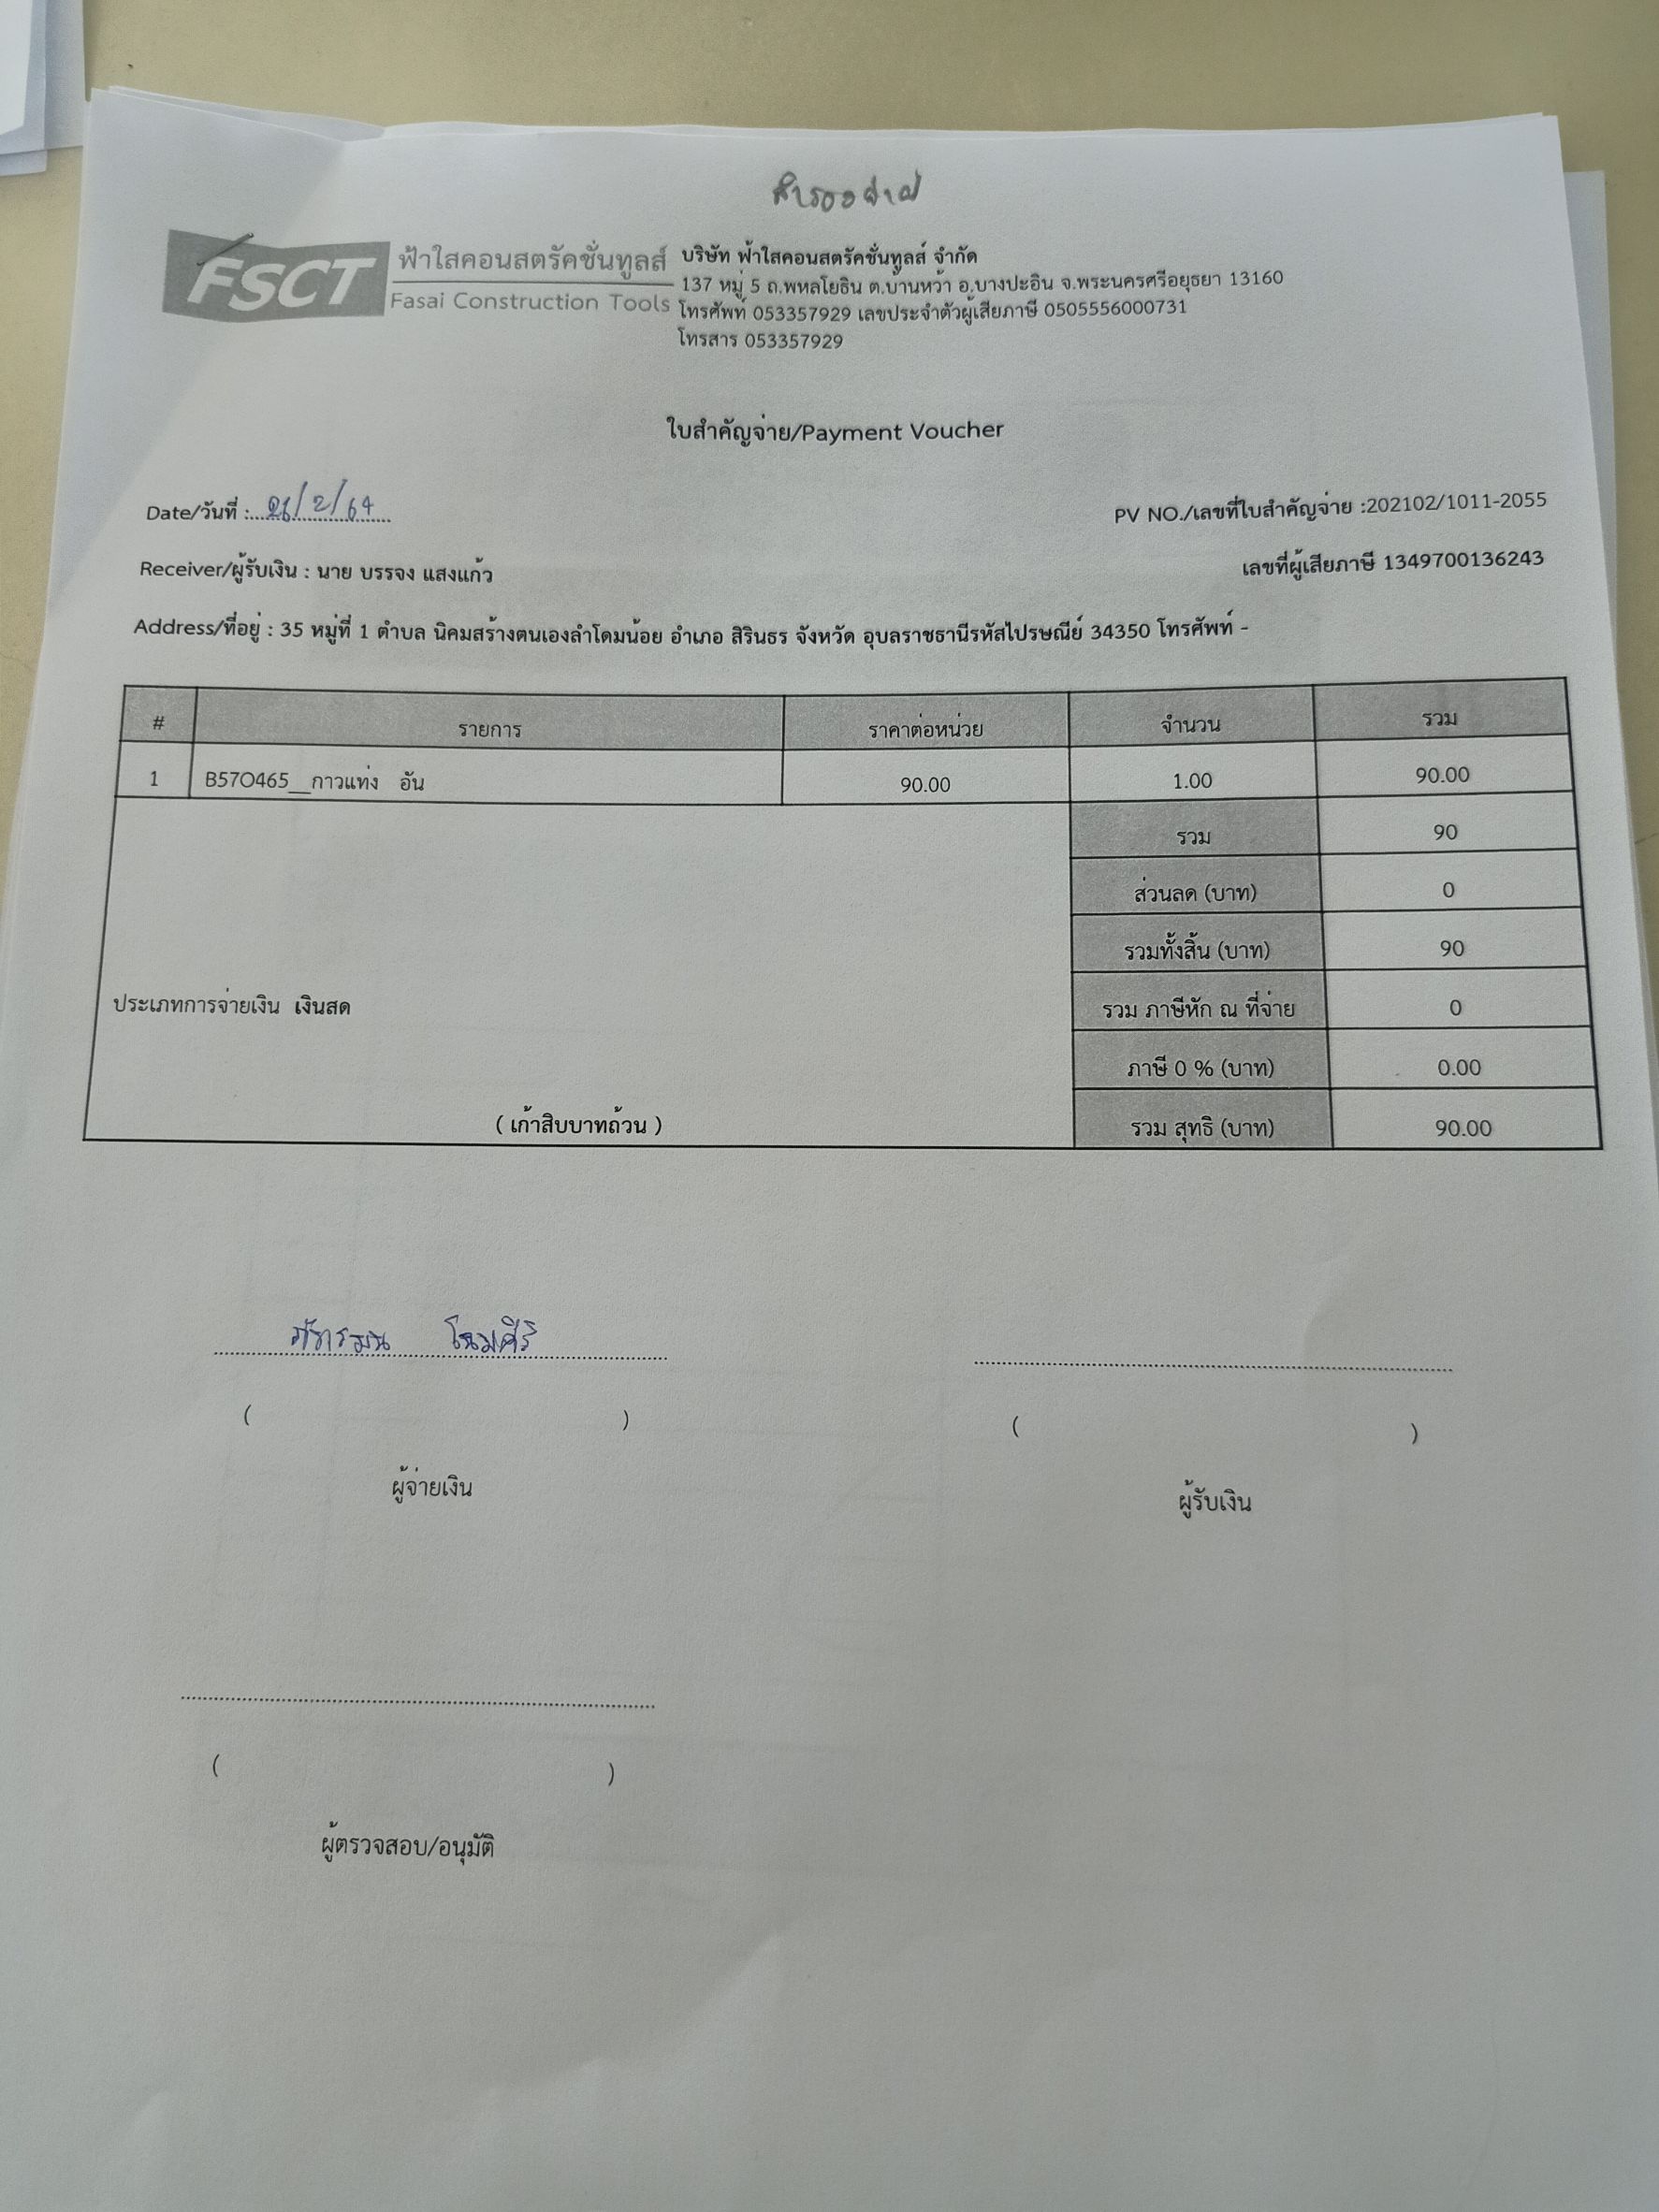 สำรองจ่าย
FSCT
ฟ้าใสคอนสตรัคชั่นทูลส์
Fasai Construction Tools
บริษัท ฟ้าใสคอนสตรัคชั่นทูลส์ จำกัด
137 หมู่ 5 ถ.พหลโยธิน ต.บ้านหว้า อ.บางปะอิน จ.พระนครศรีอยุธยา 13160
โทรศัพท์ 053357929 เลขประจำตัวผู้เสียภาษี 0505556000731
โทรสาร 053357929
ใบสำคัญจ่าย/Payment Voucher
Date/วันที่ : 26/2/64
PV NO./เลขที่ใบสำคัญจ่าย :202102/1011-2055
Receiver/ผู้รับเงิน : นาย บรรจง แสงแก้ว
เลขที่ผู้เสียภาษี 1349700136243
Address/ที่อยู่ : 35 หมู่ที่ 1 ตำบล นิคมสร้างตนเองลำโดมน้อย อำเภอ สิรินธร จังหวัด อุบลราชธานีรหัสไปรษณีย์ 34350 โทรศัพท์ -
# รายการ ราคาต่อหน่วย จำนวน รวม
1 B57O465__กาวแท่ง อัน 90.00 1.00 90.00
รวม 90
ส่วนลด (บาท) 0
รวมทั้งสิ้น (บาท) 90
ประเภทการจ่ายเงิน เงินสด
รวม ภาษีหัก ณ ที่จ่าย 0
ภาษี 0 % (บาท) 0.00
( เก้าสิบบาทถ้วน )
รวม สุทธิ (บาท) 90.00
( )
( )
ผู้จ่ายเงิน
ผู้รับเงิน
( )
ผู้ตรวจสอบ/อนุมัติ